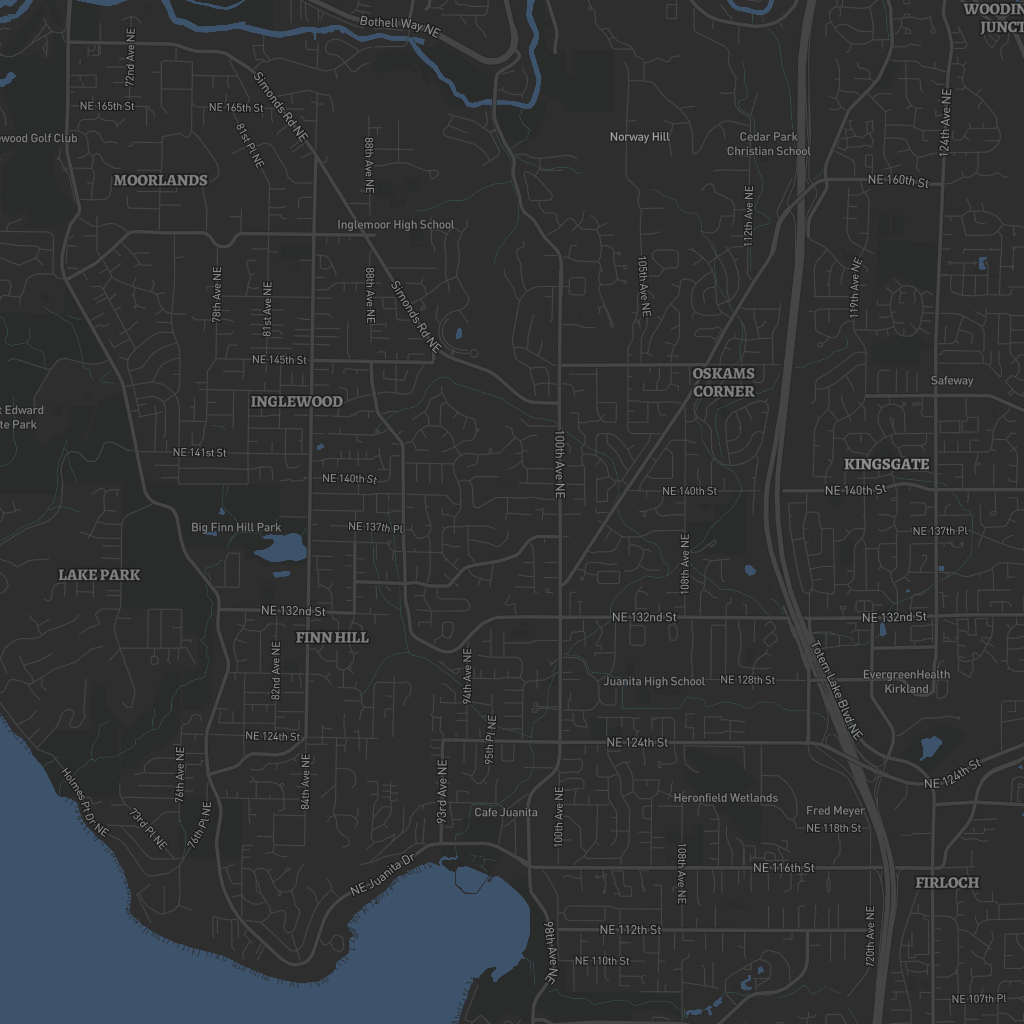 WOODIN
JUNCT
Bothell Way NE
72nd Ave NE
Simonds Rd NE
NE 165th St
NE 165th St
124th Ave NE
ewood Golf Club
81st Pl NE
88th Ave NE
Norway Hill
Cedar Park
Christian School
MOORLANDS
NE 160th St
112th Ave NE
Inglemoor High School
78th Ave NE
81st Ave NE
88th Ave NE
Simonds Rd NE
105th Ave NE
119th Ave NE
NE 145th St
OSKAMS
CORNER
Safeway
INGLEWOOD
t Edward
te Park
NE 141st St
100th Ave NE
KINGSGATE
NE 140th St
NE 140th St
NE 140th St
Big Finn Hill Park
NE 137th Pl
NE 137th Pl
108th Ave NE
LAKE PARK
NE 132nd St
NE 132nd St
NE 132nd St
FINN HILL
82nd Ave NE
94th Ave NE
Juanita High School
NE 128th St
Totem Lake Blvd NE
EvergreenHealth
Kirkland
95th Pl NE
NE 124th St
NE 124th St
NE 124th St
76th Ave NE
84th Ave NE
93rd Ave NE
Holmes Pt Dr NE
73rd Pl NE
76th Pl NE
Cafe Juanita
100th Ave NE
Heronfield Wetlands
Fred Meyer
NE 118th St
NE Juanita Dr
108th Ave NE
NE 116th St
FIRLOCH
98th Ave NE
NE 112th St
720th Ave NE
NE 110th St
NE 107th Pl